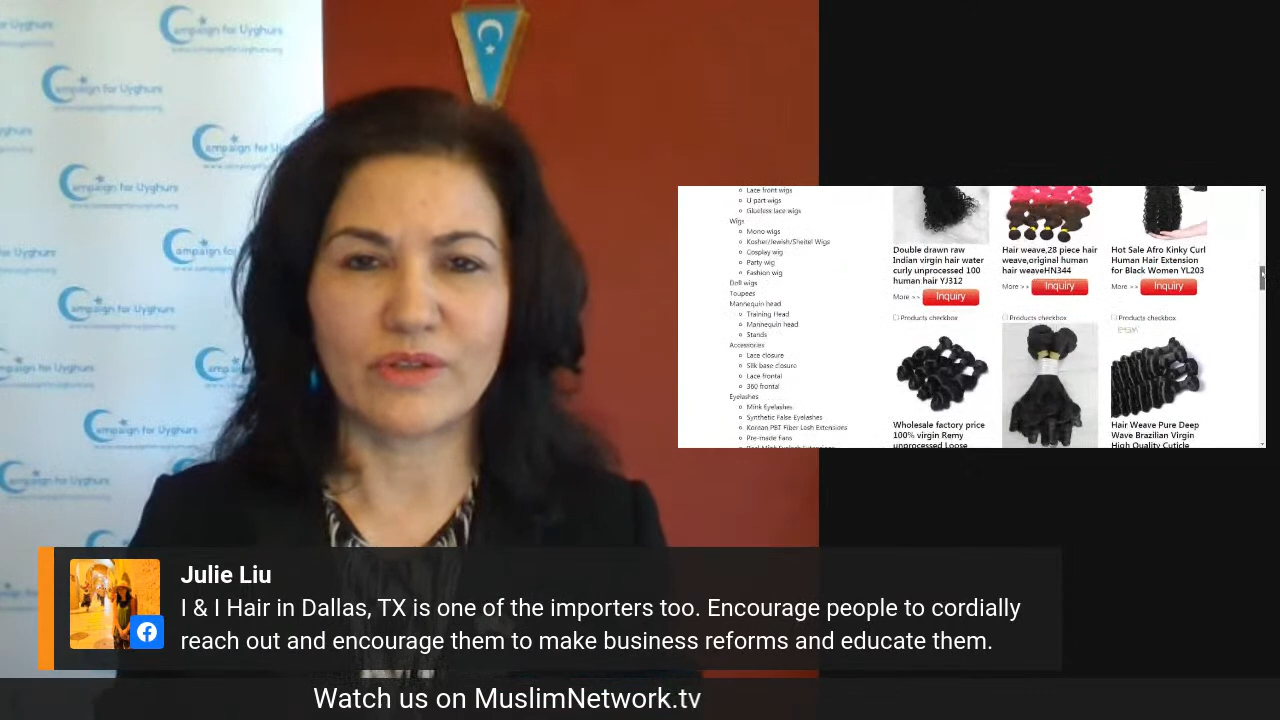 Campaign for Uyghurs
Campaign for Uyghurs
Campaign for Uyghurs
Lace front wigs
U part wigs
Glueless lace wigs
Wigs
Mono wigs
Kosher/Jewish/Sheitel Wigs
Cosplay wig
Party wig
Fashion wig
Doll wigs
Toupees
Mannequin head
Training Head
Mannequin head
Stands
Accessories
Lace closure
Silk base closure
Lace frontal
360 frontal
Eyelashes
Mink Eyelashes
Synthetic False Eyelashes
Korean PBT Fiber Lash Extensions
Pre-made Fans
Double drawn raw
Indian virgin hair water
curly unprocessed 100
human hair YJ312
More >> Inquiry
Hair weave,28 piece hair
weave,original human
hair weaveHN344
More >> Inquiry
Hot Sale Afro Kinky Curl
Human Hair Extension
for Black Women YL203
More >> Inquiry
Products checkbox
Products checkbox
Products checkbox
Wholesale factory price
100% virgin Remy
unprocessed Loose
Hair Weave Pure Deep
Wave Brazilian Virgin
High Quality Cuticle
Julie Liu
I & I Hair in Dallas, TX is one of the importers too. Encourage people to cordially
reach out and encourage them to make business reforms and educate them.
Watch us on MuslimNetwork.tv